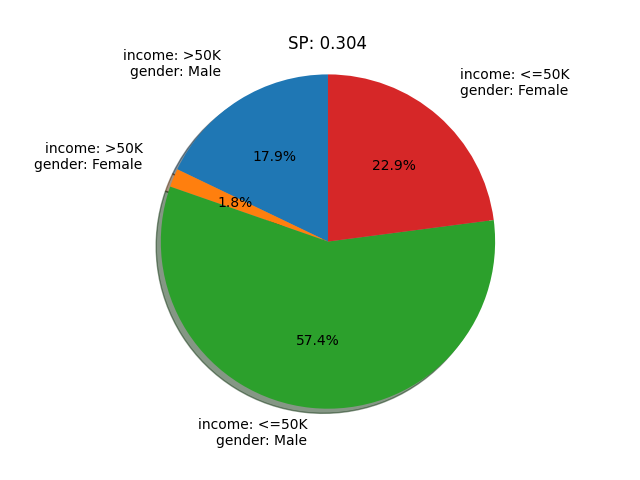 SP: 0.304
income: >50K
gender: Male
income: <=50K
gender: Female
income: >50K
gender: Female
17.9%
22.9%
1.8%
57.4%
income: <=50K
gender: Male